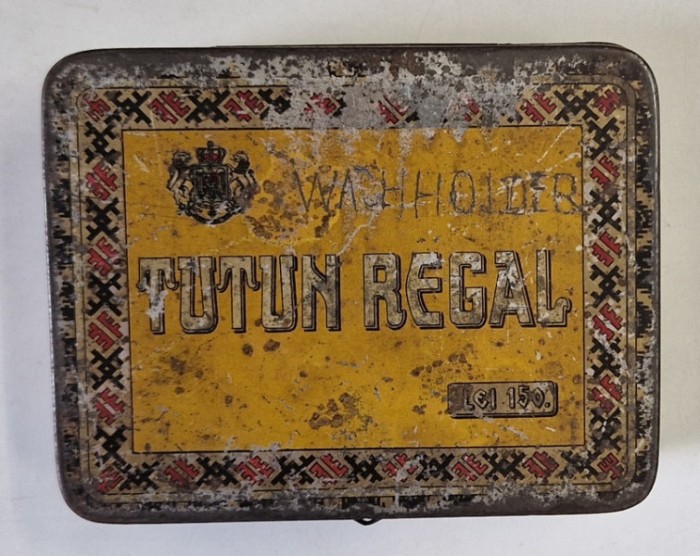 WACHHOLDER
TUTUN REGAL
LEI 150.